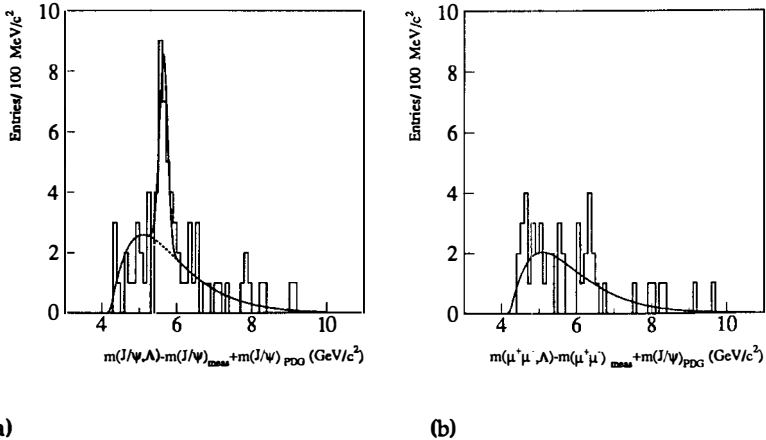 Entries/ 100 MeV/c²
10
8
6
4
2
0
4 6 8 10
m(J/ψ,Λ)-m(J/ψ)meas+m(J/ψ) PDG (GeV/c²)
Entries/ 100 MeV/c²
10
8
6
4
2
0
4 6 8 10
m(μ⁺μ⁻,Λ)-m(μ⁺μ⁻) meas+m(J/ψ)PDG (GeV/c²)
a)
(b)